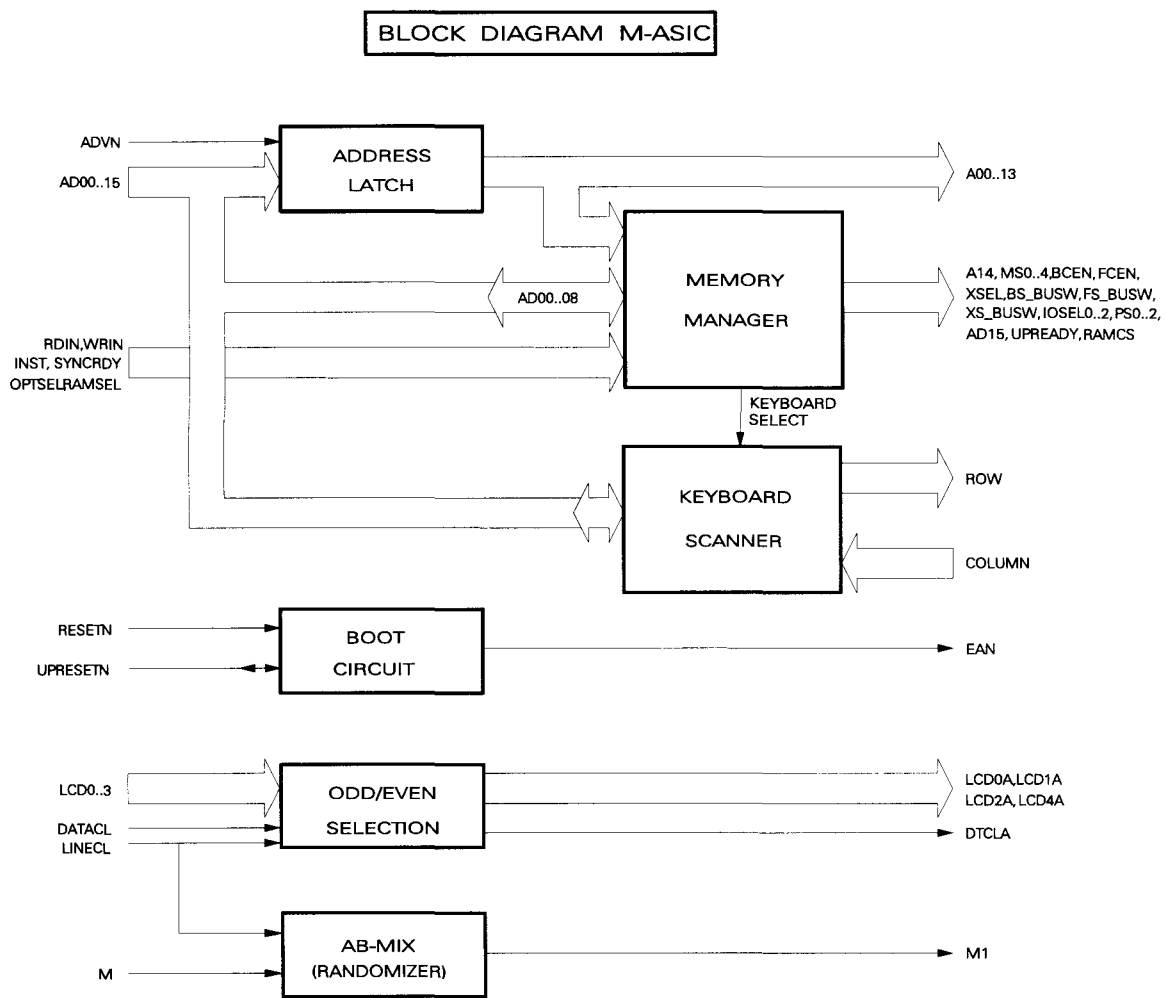 BLOCK DIAGRAM M-ASIC
ADVN
AD00..15
ADDRESS
LATCH
A00..13
AD00..08
MEMORY
MANAGER
A14, MS0..4,BCEN, FCEN,
XSEL,BS_BUSW, FS_BUSW,
XS_BUSW, IOSEL0..2, PS0..2,
AD15, UPREADY, RAMCS
RDIN,WRIN
INST, SYNCRDY
OPTSEL,RAMSEL
KEYBOARD
SELECT
KEYBOARD
SCANNER
ROW
COLUMN
RESETN
UPRESETN
BOOT
CIRCUIT
EAN
LCD0..3
DATACL
LINECL
ODD/EVEN
SELECTION
LCD0A,LCD1A
LCD2A, LCD4A
DTCLA
M
AB-MIX
(RANDOMIZER)
M1